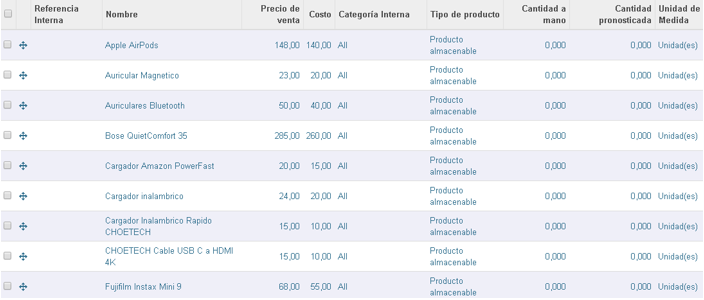 Referencia Interna Nombre Precio de venta Costo Categoría Interna Tipo de producto Cantidad a mano Cantidad pronosticada Unidad de Medida
Apple AirPods 148,00 140,00 All Producto almacenable 0,000 0,000 Unidad(es)
Auricular Magnetico 23,00 20,00 All Producto almacenable 0,000 0,000 Unidad(es)
Auriculares Bluetooth 50,00 40,00 All Producto almacenable 0,000 0,000 Unidad(es)
Bose QuietComfort 35 285,00 260,00 All Producto almacenable 0,000 0,000 Unidad(es)
Cargador Amazon PowerFast 20,00 15,00 All Producto almacenable 0,000 0,000 Unidad(es)
Cargador inalambrico 24,00 20,00 All Producto almacenable 0,000 0,000 Unidad(es)
Cargador Inalambrico Rapido CHOETECH 15,00 10,00 All Producto almacenable 0,000 0,000 Unidad(es)
CHOETECH Cable USB C a HDMI 4K 15,00 10,00 All Producto almacenable 0,000 0,000 Unidad(es)
Fujifilm Instax Mini 9 68,00 55,00 All Producto almacenable 0,000 0,000 Unidad(es)